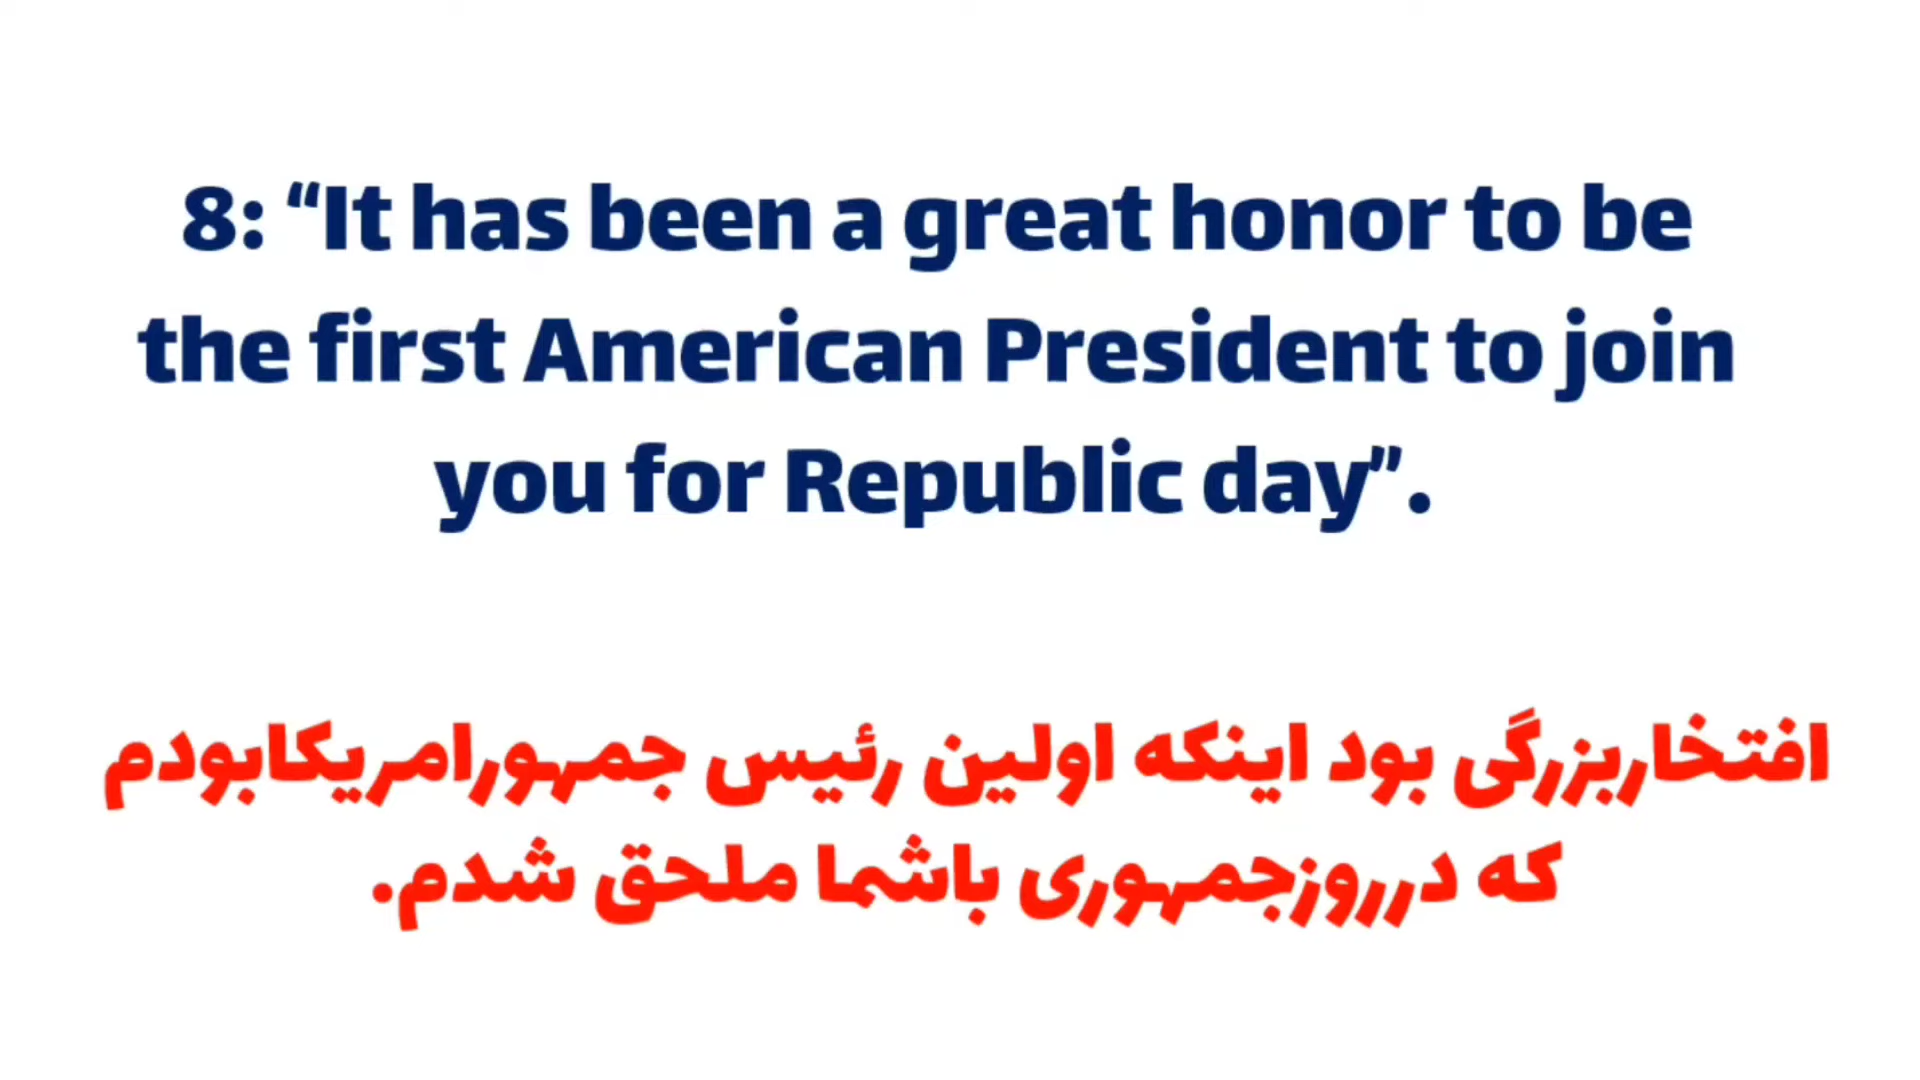 8: “It has been a great honor to be
the first American President to join
you for Republic day”.
افتخاربزرگی بود اینکه اولین رئیس جمهورامریکابودم
که درروزجمهوری باشما ملحق شدم.